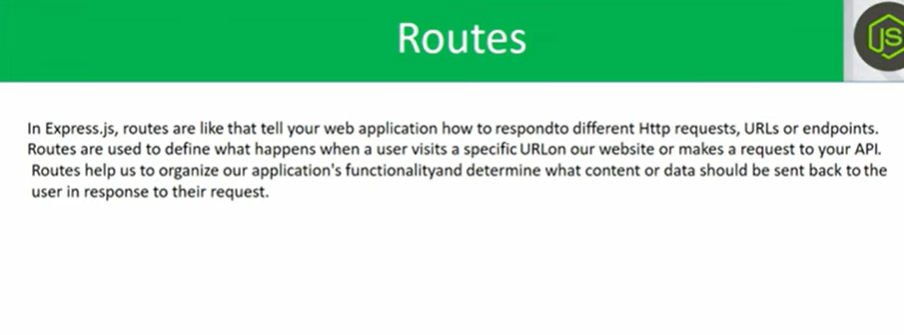 Routes
JS
In Express.js, routes are like that tell your web application how to respondto different Http requests, URLs or endpoints.
Routes are used to define what happens when a user visits a specific URLon our website or makes a request to your API.
Routes help us to organize our application's functionalityand determine what content or data should be sent back to the
user in response to their request.